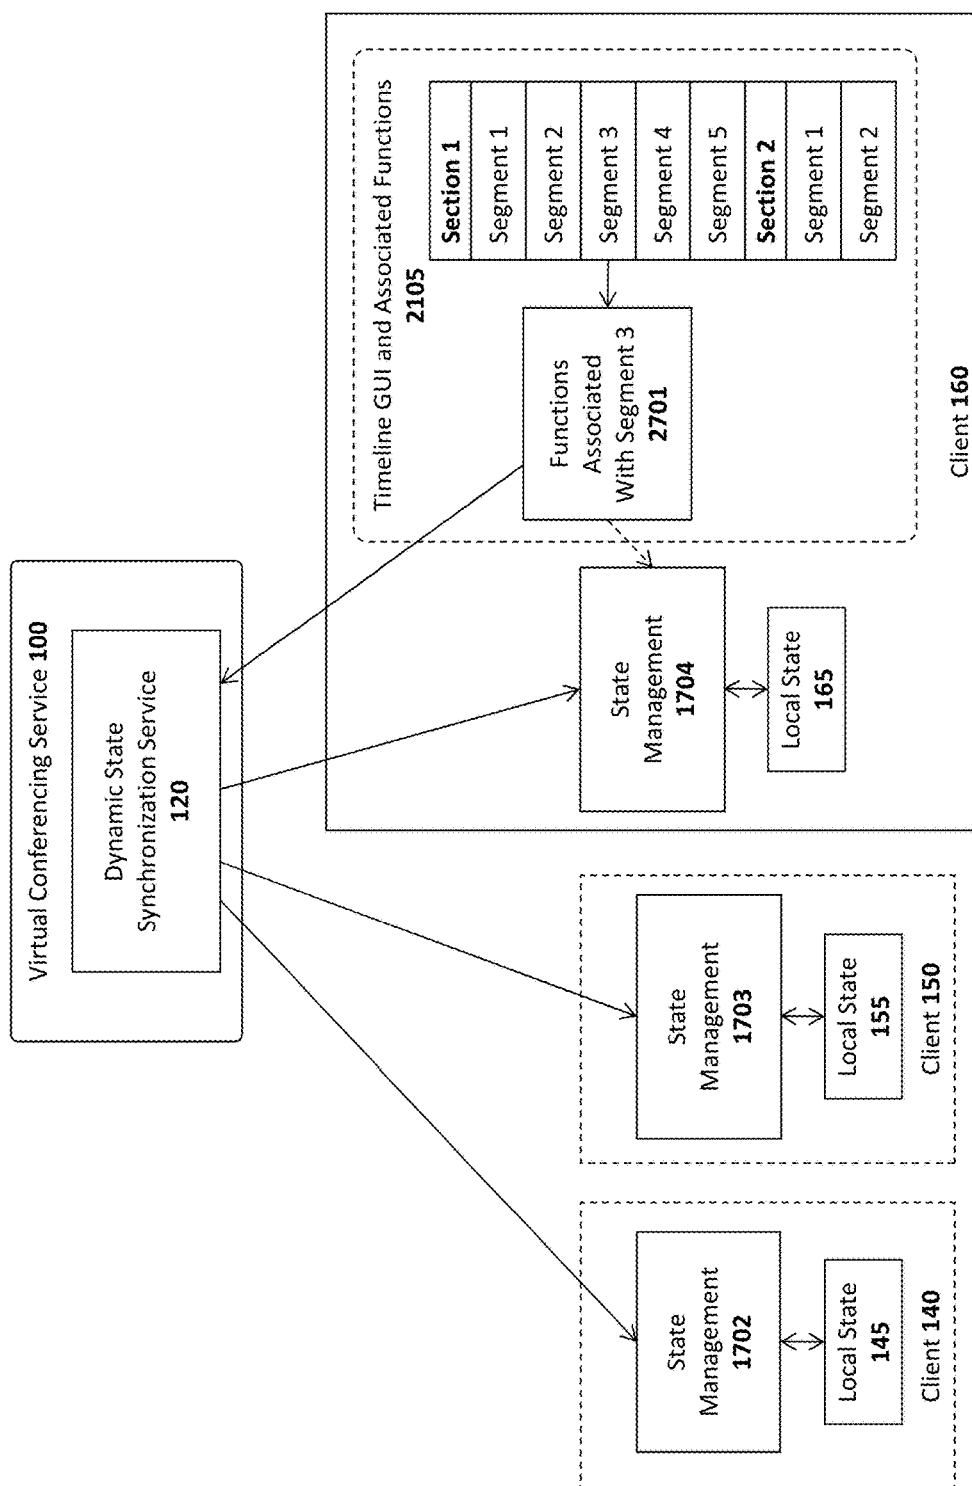 Virtual Conferencing Service 100
Dynamic State
Synchronization Service
120
State
Management
1702
Local State
145
Client 140
State
Management
1703
Local State
155
Client 150
State
Management
1704
Local State
165
Timeline GUI and Associated Functions
2105
Functions
Associated
With Segment 3
2701
Section 1
Segment 1
Segment 2
Segment 3
Segment 4
Segment 5
Section 2
Segment 1
Segment 2
Client 160